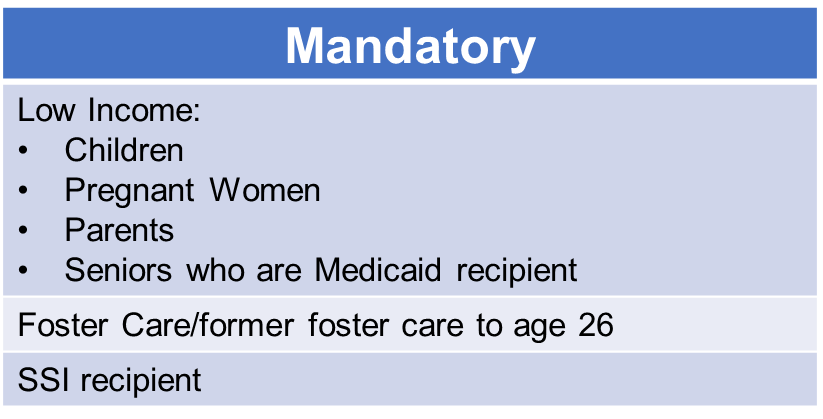 Mandatory
Low Income:
• Children
• Pregnant Women
• Parents
• Seniors who are Medicaid recipient
Foster Care/former foster care to age 26
SSI recipient